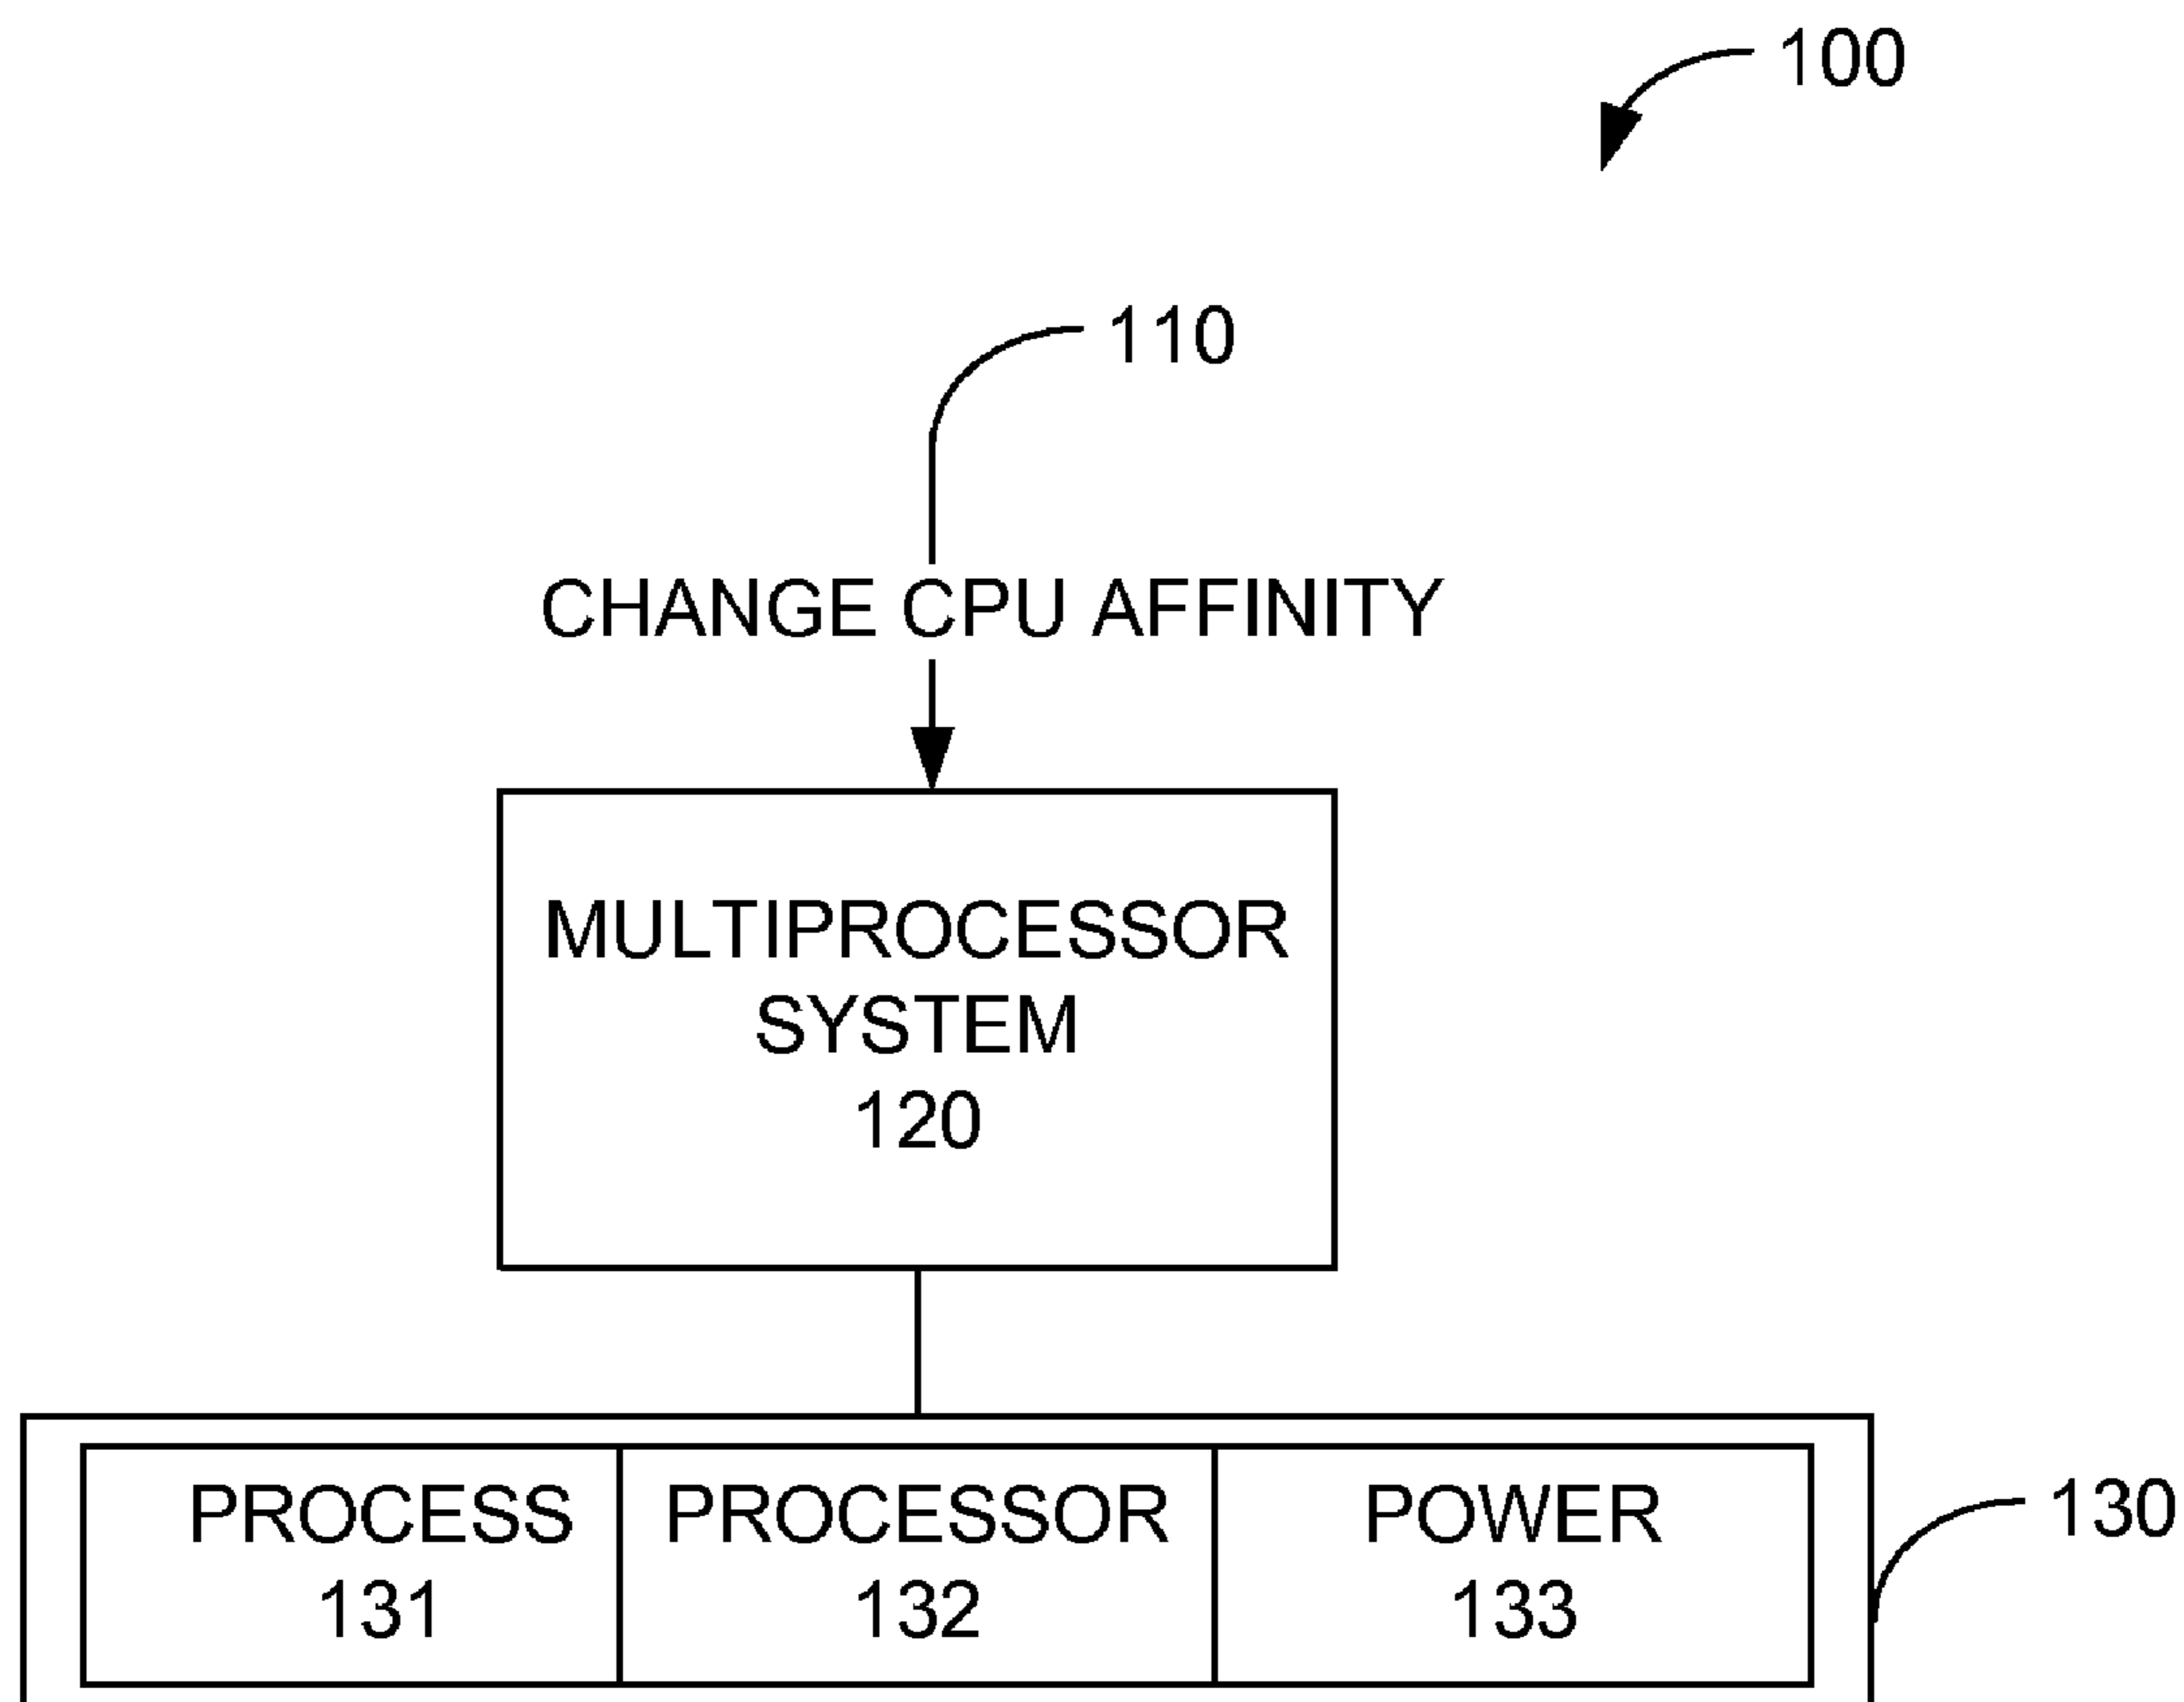 100
110
CHANGE CPU AFFINITY
MULTIPROCESSOR
SYSTEM
120
PROCESS PROCESSOR POWER
131 132 133
130